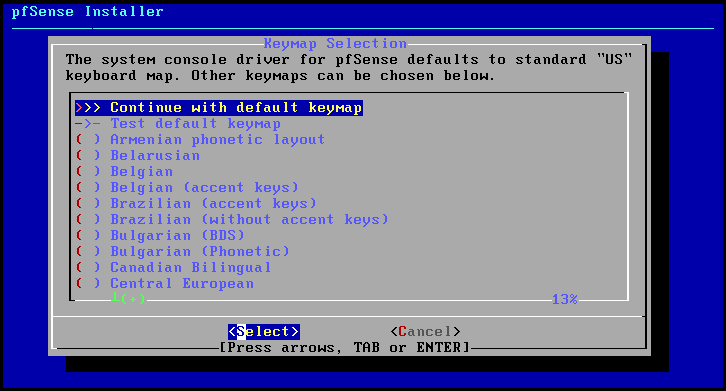 pfSense Installer
Keymap Selection
The system console driver for pfSense defaults to standard "US"
keyboard map. Other keymaps can be chosen below.
>>> Continue with default keymap
->- Test default keymap
( ) Armenian phonetic layout
( ) Belarusian
( ) Belgian
( ) Belgian (accent keys)
( ) Brazilian (accent keys)
( ) Brazilian (without accent keys)
( ) Bulgarian (BDS)
( ) Bulgarian (Phonetic)
( ) Canadian Bilingual
( ) Central European
┴(+) 13%
<Select> <Cancel>
[Press arrows, TAB or ENTER]